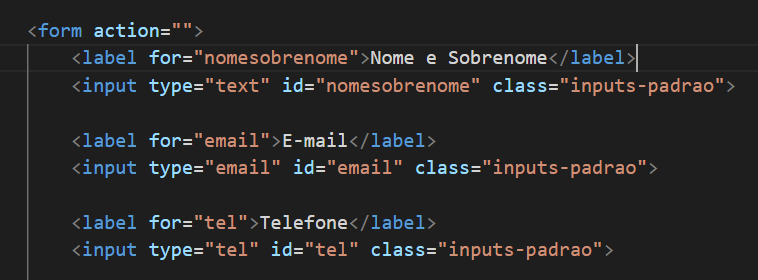 <form action="">
<label for="nomesobrenome">Nome e Sobrenome</label>
<input type="text" id="nomesobrenome" class="inputs-padrao">
<label for="email">E-mail</label>
<input type="email" id="email" class="inputs-padrao">
<label for="tel">Telefone</label>
<input type="tel" id="tel" class="inputs-padrao">